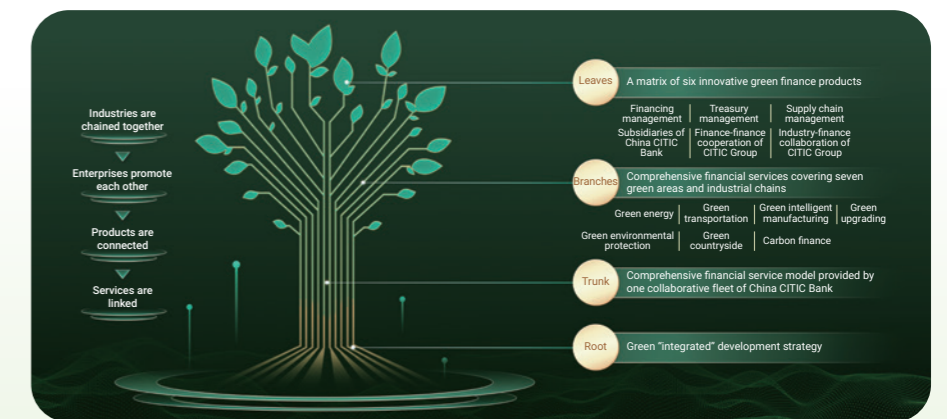 Industries are
chained together
Enterprises promote
each other
Products are
connected
Services are
linked
Leaves
A matrix of six innovative green finance products
Financing
management
Treasury
management
Supply chain
management
Subsidiaries of
China CITIC
Bank
Finance-finance
cooperation of
CITIC Group
Industry-finance
collaboration of
CITIC Group
Branches
Comprehensive financial services covering seven
green areas and industrial chains
Green energy
Green
transportation
Green intelligent
manufacturing
Green
upgrading
Green environmental
protection
Green
countryside
Carbon finance
Trunk
Comprehensive financial service model provided by
one collaborative fleet of China CITIC Bank
Root
Green “integrated” development strategy